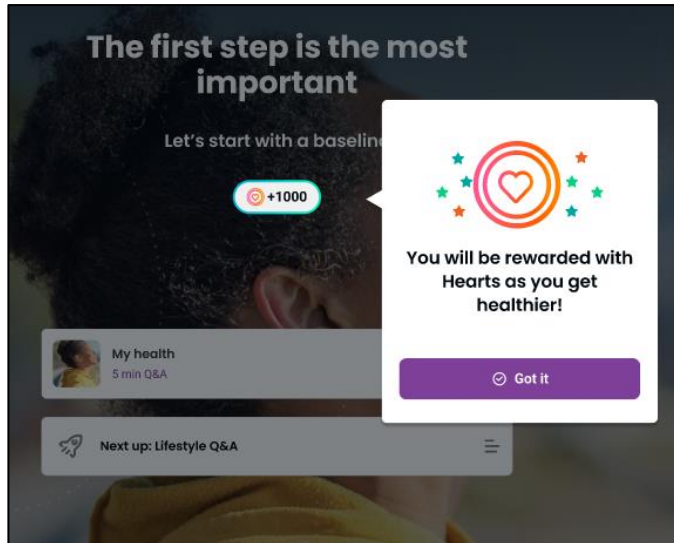 The first step is the most
important
Let's start with a baseline
+1000
You will be rewarded with
Hearts as you get
healthier!
Got it
My health
5 min Q&A
Next up: Lifestyle Q&A